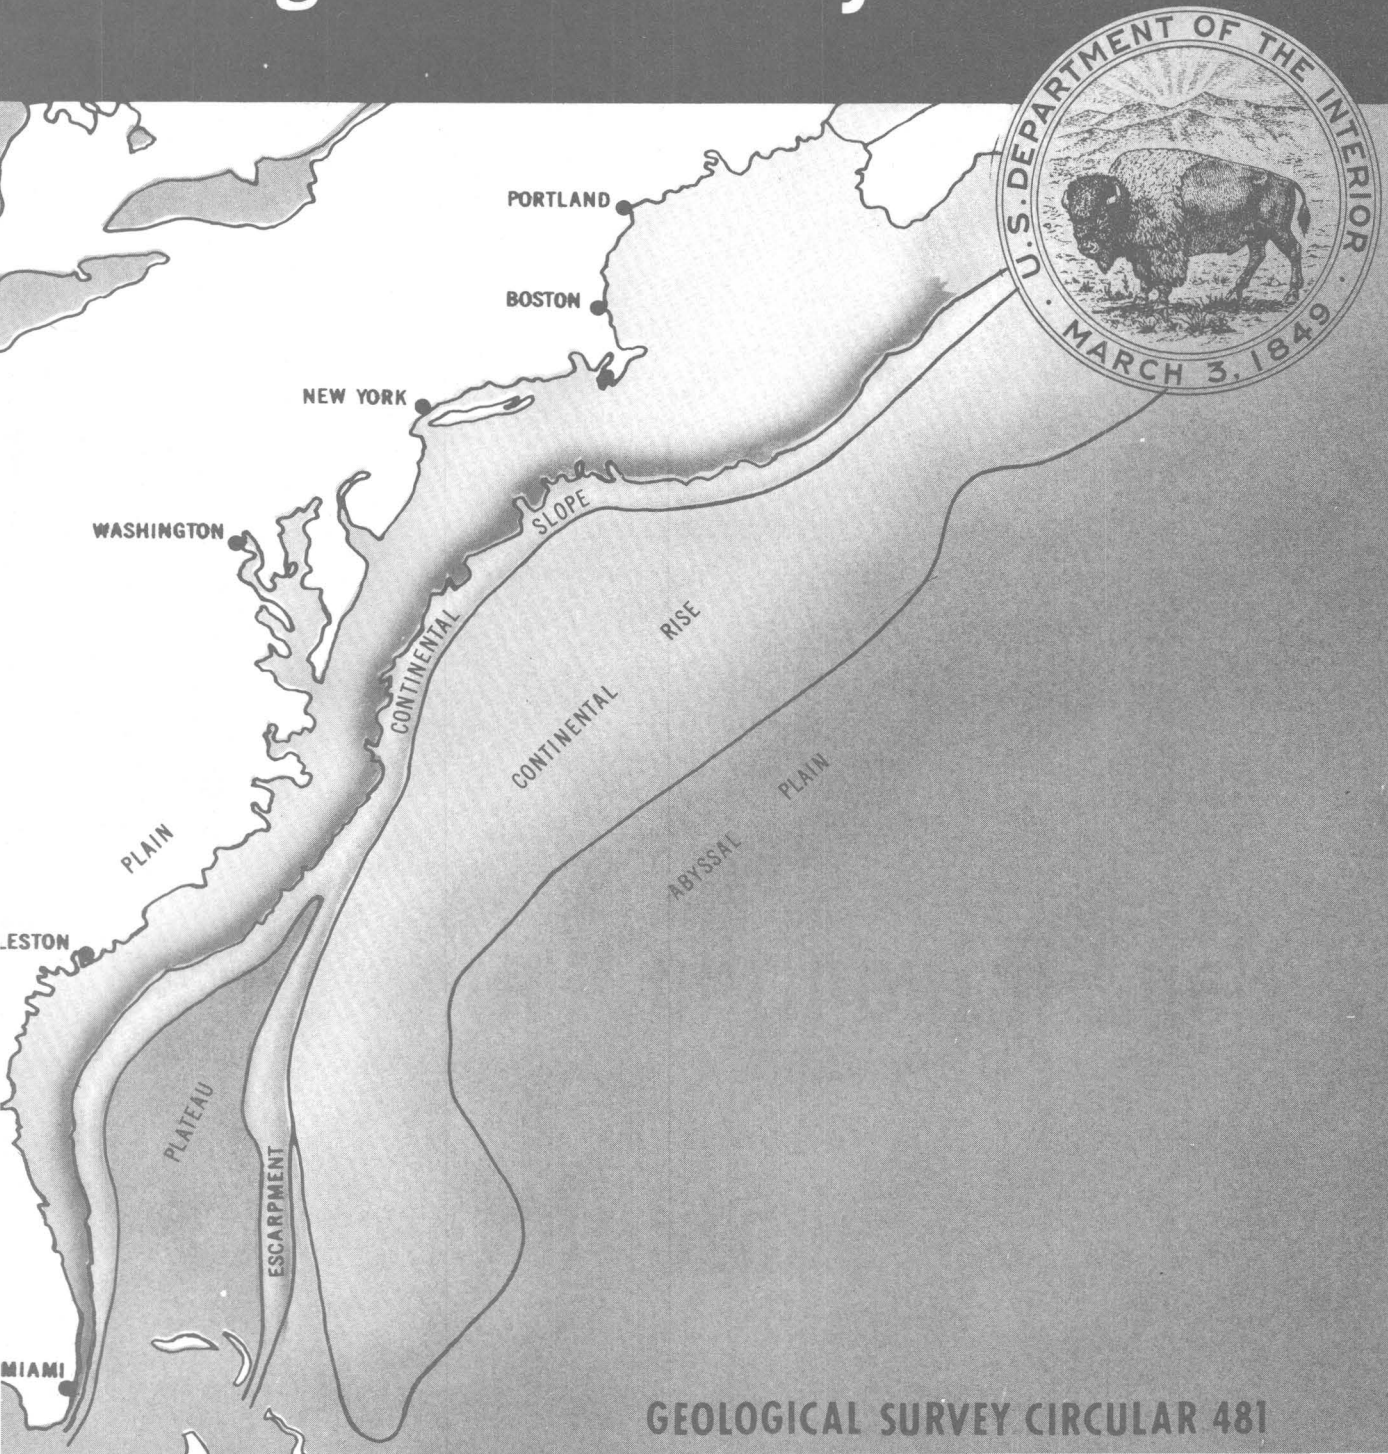 U.S. DEPARTMENT OF THE INTERIOR
MARCH 3, 1849
PORTLAND
BOSTON
NEW YORK
WASHINGTON
CONTINENTAL SLOPE
CONTINENTAL RISE
ABYSSAL PLAIN
PLAIN
LESTON
PLATEAU
ESCARPMENT
MIAMI
GEOLOGICAL SURVEY CIRCULAR 481